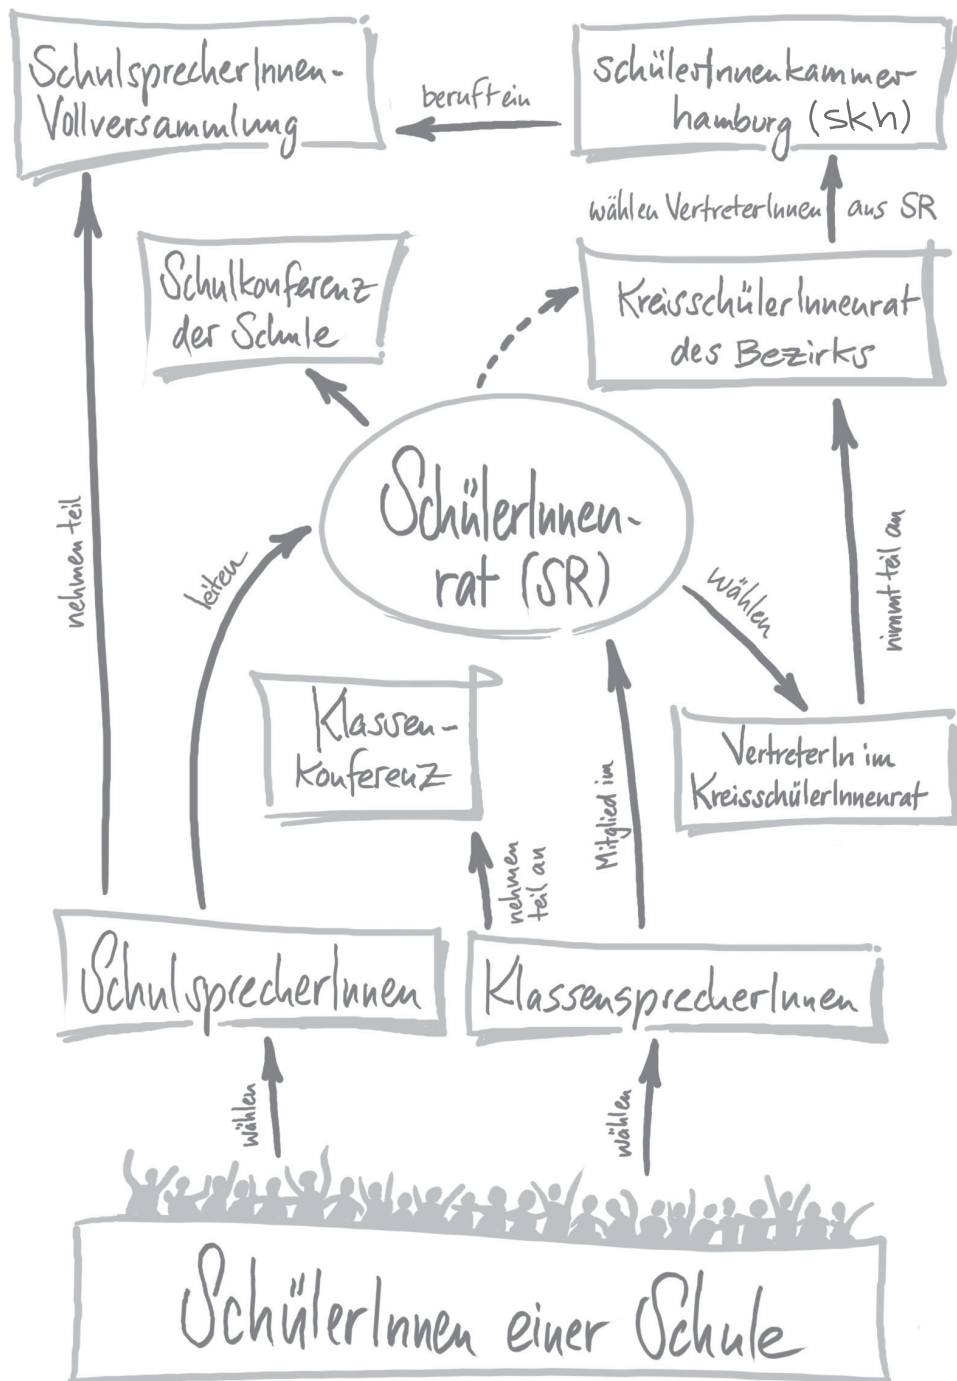 SchulsprecherInnen-
Vollversammlung
beruft ein
schülerInnenkammer
hamburg (skh)
wählen VertreterInnen aus SR
Schulkonferenz
der Schule
KreisschülerInnenrat
des Bezirks
nehmen teil
leiten
SchülerInnen-
rat (SR)
wählen
nimmt teil an
Klassen-
Konferenz
VertreterIn im
KreisschülerInnenrat
nehmen
teil an
Mitglied im
SchulsprecherInnen
KlassensprecherInnen
wählen
wählen
SchülerInnen einer Schule